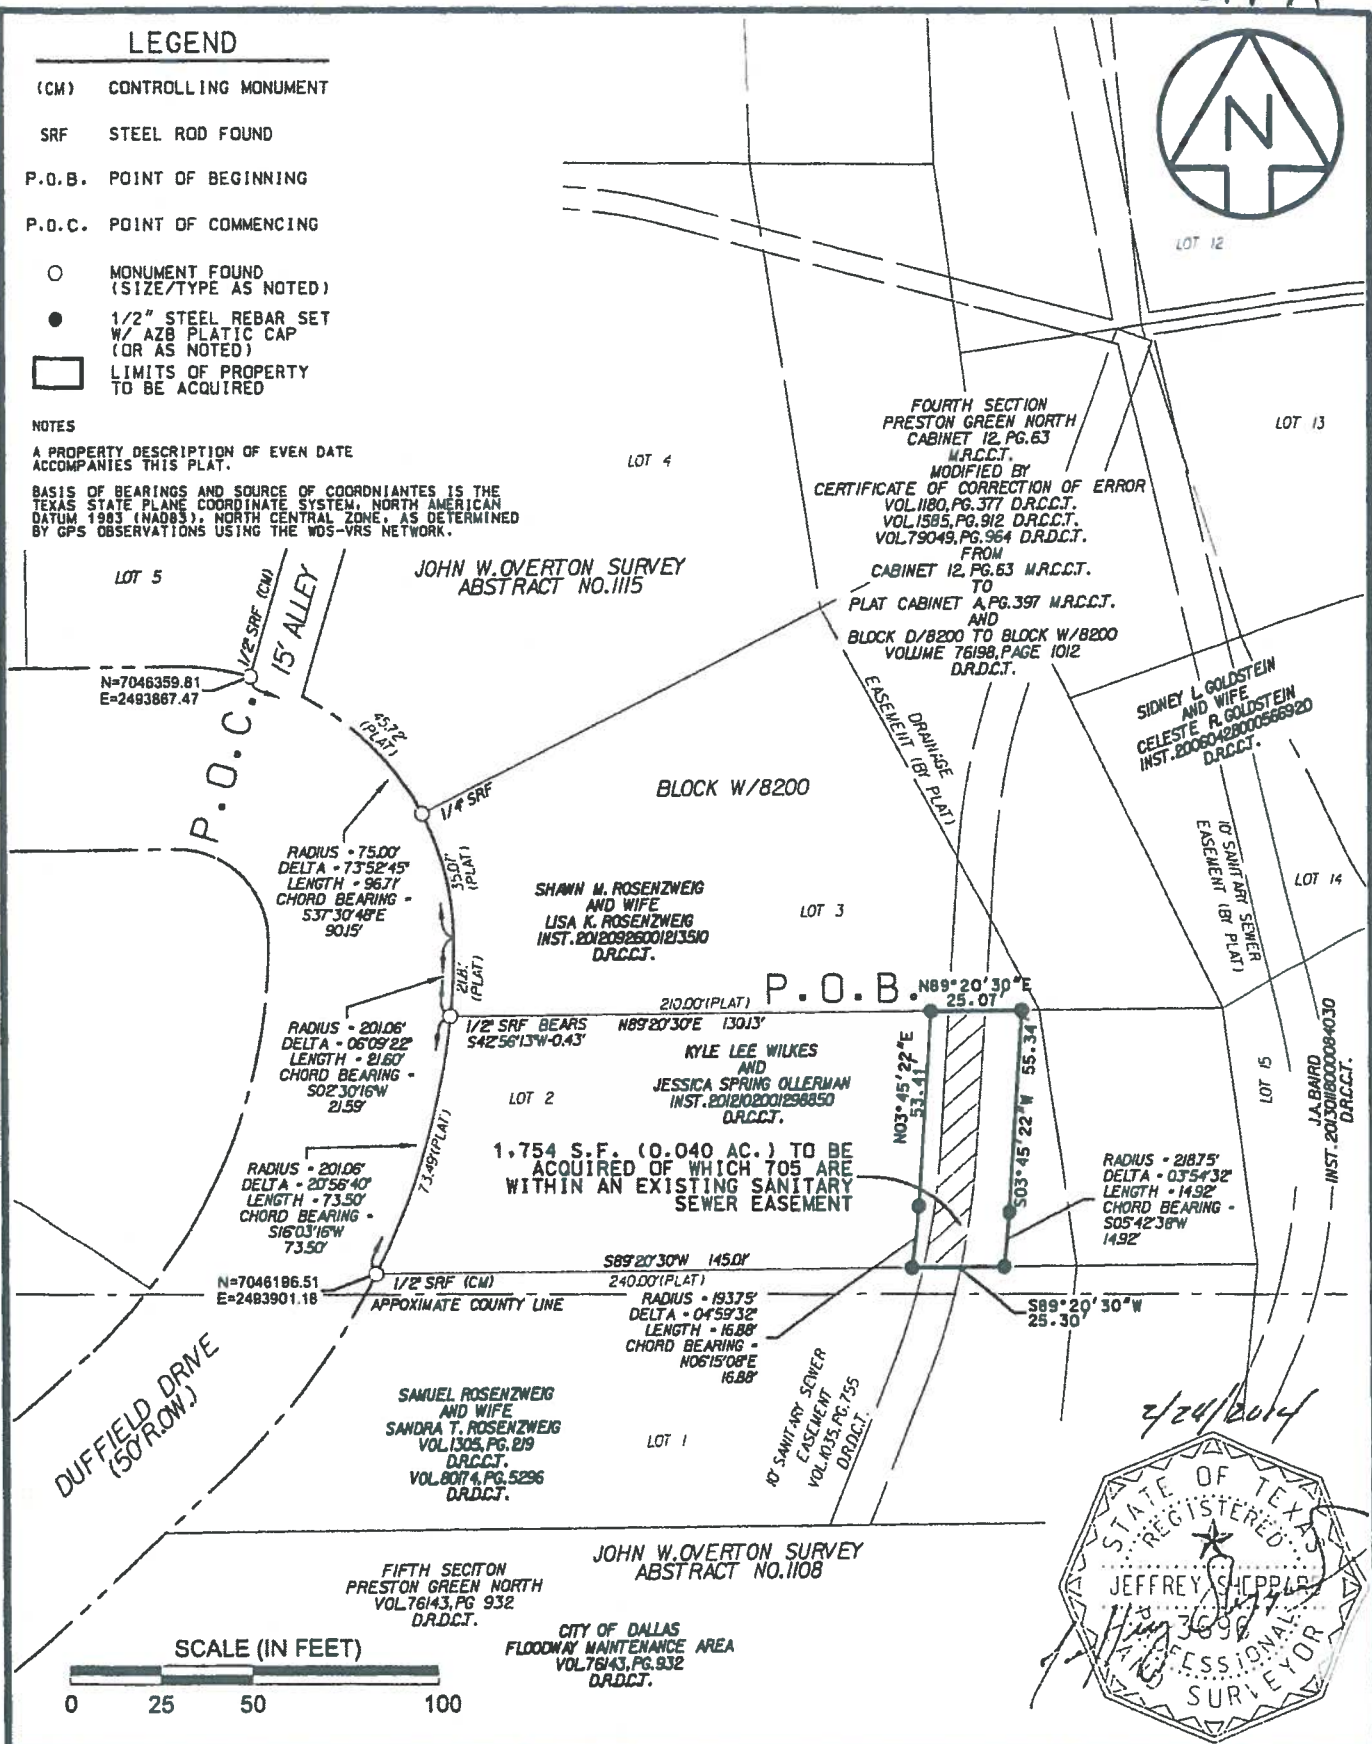 LEGEND
(CM) CONTROLLING MONUMENT
SRF STEEL ROD FOUND
P.O.B. POINT OF BEGINNING
P.O.C. POINT OF COMMENCING
MONUMENT FOUND
(SIZE/TYPE AS NOTED)
1/2" STEEL REBAR SET
W/ AZB PLATIC CAP
(OR AS NOTED)
LIMITS OF PROPERTY
TO BE ACQUIRED
NOTES
A PROPERTY DESCRIPTION OF EVEN DATE
ACCOMPANIES THIS PLAT.
BASIS OF BEARINGS AND SOURCE OF COORDNIANTES IS THE
TEXAS STATE PLANE COORDINATE SYSTEM, NORTH AMERICAN
DATUM 1983 (NAD83), NORTH CENTRAL ZONE, AS DETERMINED
BY GPS OBSERVATIONS USING THE WDS-VRS NETWORK.
N
LOT 12
LOT 13
LOT 4
FOURTH SECTION
PRESTON GREEN NORTH
CABINET 12, PG.63
M.R.C.C.T.
MODIFIED BY
CERTIFICATE OF CORRECTION OF ERROR
VOL.1180, PG.377 D.R.C.C.T.
VOL.1585, PG.912 D.R.C.C.T.
VOL.79049, PG.964 D.R.D.C.T.
FROM
CABINET 12, PG.63 M.R.C.C.T.
TO
PLAT CABINET A, PG.397 M.R.C.C.T.
AND
BLOCK D/8200 TO BLOCK W/8200
VOLUME 76198, PAGE 1012
D.R.D.C.T.
LOT 5
1/2" SRF (CM)
15' ALLEY
JOHN W. OVERTON SURVEY
ABSTRACT NO.1115
N=7046359.81
E=2493867.47
P.O.C.
45.72'
(PLAT)
1/4" SRF
DRAINAGE
EASEMENT (BY PLAT)
SIDNEY L. GOLDSTEIN
AND WIFE
CELESTE R. GOLDSTEIN
INST.20060428000566920
D.R.C.C.T.
BLOCK W/8200
RADIUS = 75.00'
DELTA = 73°52'45"
LENGTH = 96.71'
CHORD BEARING =
S37°30'48"E
90.15'
35.07'
(PLAT)
SHAWN M. ROSENZWEIG
AND WIFE
LISA K. ROSENZWEIG
INST.20120926001213510
D.R.C.C.T.
LOT 3
10' SANITARY SEWER
EASEMENT (BY PLAT)
LOT 14
21.8'
(PLAT)
210.00'(PLAT)
P.O.B.
N89°20'30"E
25.07'
1/2" SRF BEARS
S42°56'13"W-0.43'
N89°20'30"E 130.13'
RADIUS = 201.06'
DELTA = 06°09'22"
LENGTH = 21.60'
CHORD BEARING =
S02°30'16"W
21.59'
KYLE LEE WILKES
AND
JESSICA SPRING OLLERMAN
INST.2012102001296850
D.R.C.C.T.
LOT 2
N03°45'22"E
53.41'
S03°45'22"W 55.34'
LOT 15
J.A. BAIRD
INST.20130118000084030
D.R.C.C.T.
1,754 S.F. (0.040 AC.) TO BE
ACQUIRED OF WHICH 705 ARE
WITHIN AN EXISTING SANITARY
SEWER EASEMENT
73.49'(PLAT)
RADIUS = 201.06'
DELTA = 20°56'40"
LENGTH = 73.50'
CHORD BEARING =
S16°03'16"W
73.50'
RADIUS = 218.75'
DELTA = 03°54'32"
LENGTH = 14.92'
CHORD BEARING =
S05°42'38"W
14.92'
S89°20'30"W 145.01'
N=7046186.51
E=2483901.18
1/2" SRF (CM)
240.00'(PLAT)
APPOXIMATE COUNTY LINE
RADIUS = 193.75'
DELTA = 04°59'32"
LENGTH = 16.88'
CHORD BEARING =
N06°15'08"E
16.88'
S89°20'30"W
25.30'
DUFFIELD DRIVE
(50' R.O.W.)
SAMUEL ROSENZWEIG
AND WIFE
SANDRA T. ROSENZWEIG
VOL.1305, PG.219
D.R.C.C.T.
VOL.80174, PG.5296
D.R.D.C.T.
LOT 1
10' SANITARY SEWER
EASEMENT
VOL.1035, PG.755
D.R.D.C.T.
2/24/2014
STATE OF TEXAS
REGISTERED
JEFFREY SHEPPARD
3696
PROFESSIONAL
LAND SURVEYOR
FIFTH SECITON
PRESTON GREEN NORTH
VOL.76143, PG 932
D.R.D.C.T.
JOHN W. OVERTON SURVEY
ABSTRACT NO.1108
CITY OF DALLAS
FLOODWAY MAINTENANCE AREA
VOL.76143, PG.932
D.R.D.C.T.
SCALE (IN FEET)
0 25 50 100